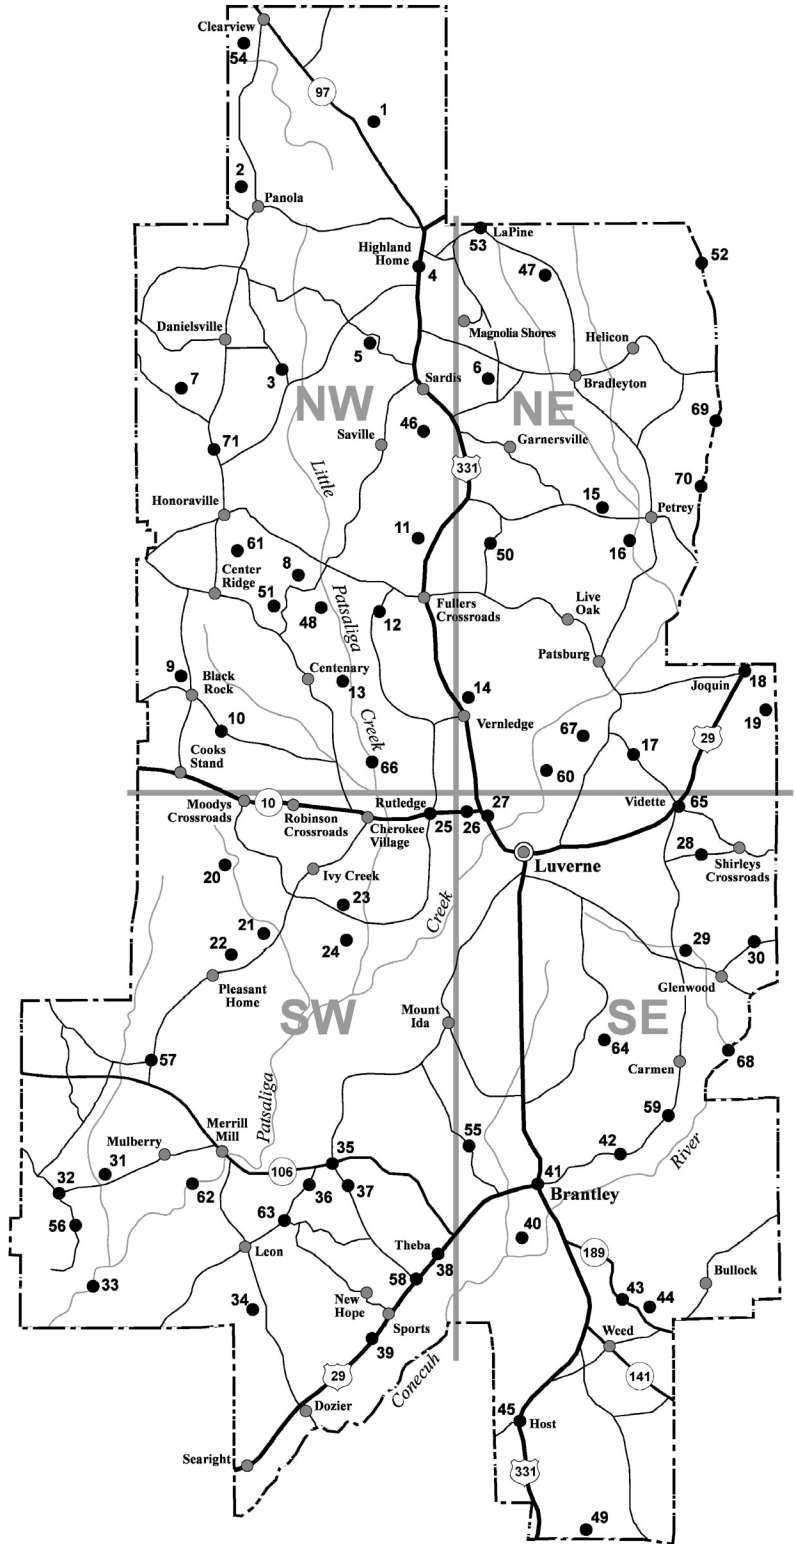 Clearview
54
97
1
2
Panola
53
LaPine
Highland
Home
4
47
52
Magnolia Shores
Helicon
Danielsville
5
7
3
NW
Sardis
6
Bradleyton
NE
69
Saville
46
Garnersville
71
331
Little
70
Honoraville
15
Petrey
61
11
50
16
Center
Ridge
8
51
48
Patsaliga
12
Fullers
Crossroads
Live
Oak
Patsburg
9
Black
Rock
Centenary
13
14
Joquin
18
19
10
Creek
Vernledge
67
17
29
Cooks
Stand
66
60
Moodys
Crossroads
10
Robinson
Crossroads
Rutledge
Cherokee
Village
25
26
27
Vidette
65
Luverne
28
Shirleys
Crossroads
20
Ivy Creek
23
Creek
21
22
24
29
30
Pleasant
Home
Glenwood
SW
Mount
Ida
SE
64
68
57
Carmen
Patsaliga
59
Merrill
Mill
Mulberry
55
42
River
31
32
35
106
41
Brantley
62
36
37
56
63
40
Theba
189
Leon
38
33
58
Bullock
34
New
Hope
43
44
Sports
Weed
39
29
Conecuh
141
Dozier
45
Host
Searight
331
49